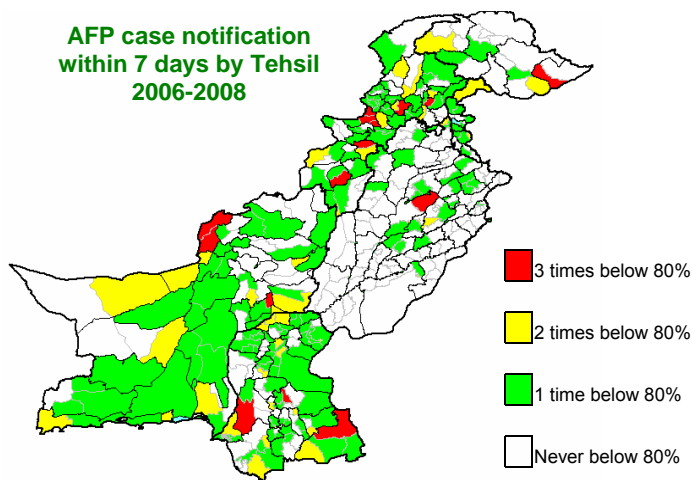 AFP case notification
within 7 days by Tehsil
2006-2008
3 times below 80%
2 times below 80%
1 time below 80%
Never below 80%